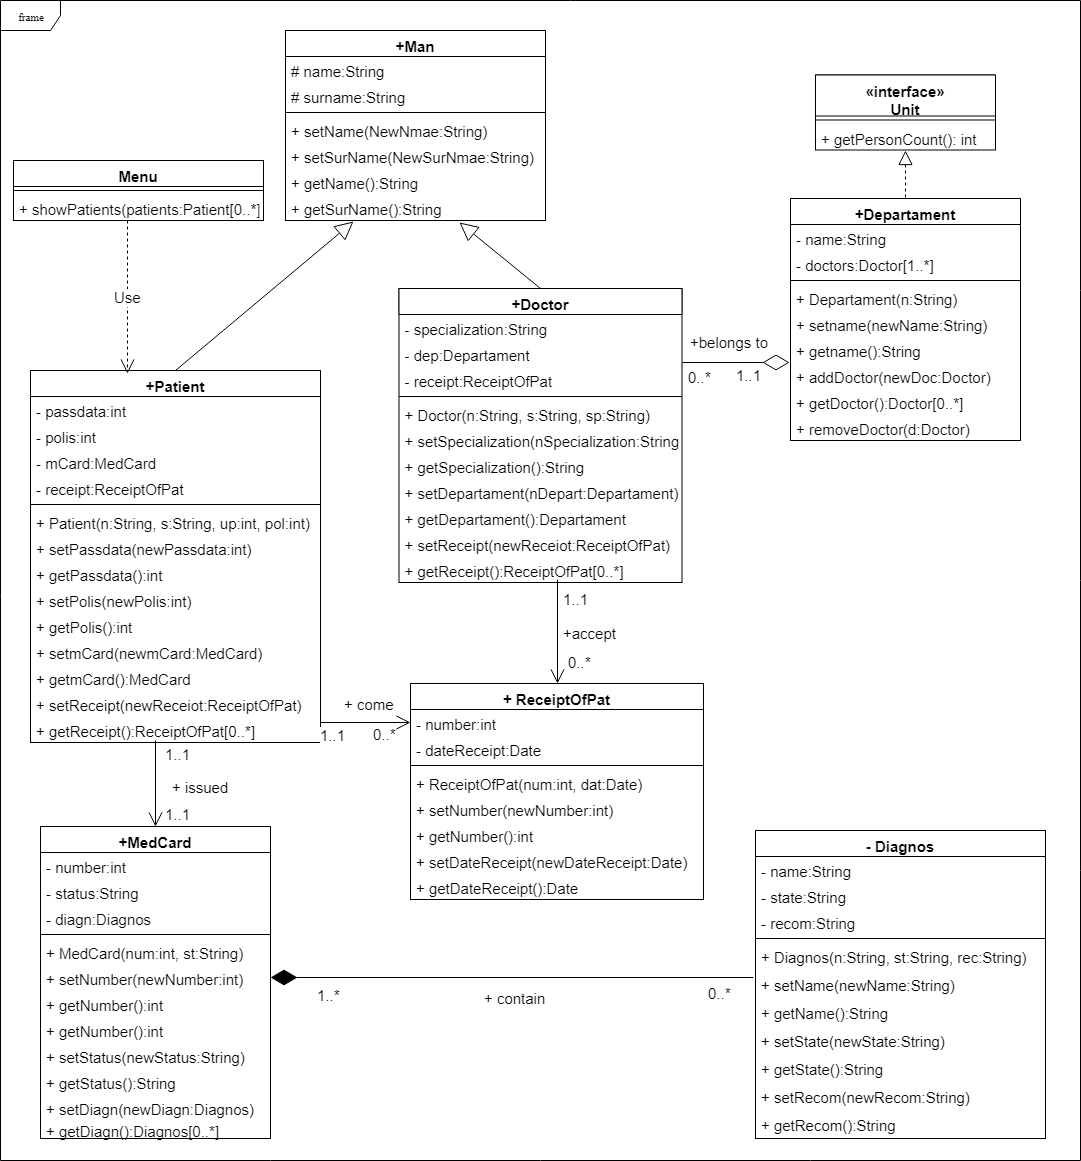 frame
+Man
# name:String
# surname:String
+ setName(NewNmae:String)
+ setSurName(NewSurNmae:String)
+ getName():String
+ getSurName():String
«interface»
Unit
+ getPersonCount(): int
Menu
+ showPatients(patients:Patient[0..*]
Use
+Departament
- name:String
- doctors:Doctor[1..*]
+ Departament(n:String)
+ setname(newName:String)
+ getname():String
+ addDoctor(newDoc:Doctor)
+ getDoctor():Doctor[0..*]
+ removeDoctor(d:Doctor)
+belongs to
0..*
1..1
+Doctor
- specialization:String
- dep:Departament
- receipt:ReceiptOfPat
+ Doctor(n:String, s:String, sp:String)
+ setSpecialization(nSpecialization:String
+ getSpecialization():String
+ setDepartament(nDepart:Departament)
+ getDepartament():Departament
+ setReceipt(newReceiot:ReceiptOfPat)
+ getReceipt():ReceiptOfPat[0..*]
1..1
+accept
0..*
+Patient
- passdata:int
- polis:int
- mCard:MedCard
- receipt:ReceiptOfPat
+ Patient(n:String, s:String, up:int, pol:int)
+ setPassdata(newPassdata:int)
+ getPassdata():int
+ setPolis(newPolis:int)
+ getPolis():int
+ setmCard(newmCard:MedCard)
+ getmCard():MedCard
+ setReceipt(newReceiot:ReceiptOfPat)
+ getReceipt():ReceiptOfPat[0..*]
+ come
1..1
0..*
1..1
+ issued
1..1
+ ReceiptOfPat
- number:int
- dateReceipt:Date
+ ReceiptOfPat(num:int, dat:Date)
+ setNumber(newNumber:int)
+ getNumber():int
+ setDateReceipt(newDateReceipt:Date)
+ getDateReceipt():Date
+MedCard
- number:int
- status:String
- diagn:Diagnos
+ MedCard(num:int, st:String)
+ setNumber(newNumber:int)
+ getNumber():int
+ getNumber():int
+ setStatus(newStatus:String)
+ getStatus():String
+ setDiagn(newDiagn:Diagnos)
+ getDiagn():Diagnos[0..*]
1..*
+ contain
0..*
- Diagnos
- name:String
- state:String
- recom:String
+ Diagnos(n:String, st:String, rec:String)
+ setName(newName:String)
+ getName():String
+ setState(newState:String)
+ getState():String
+ setRecom(newRecom:String)
+ getRecom():String